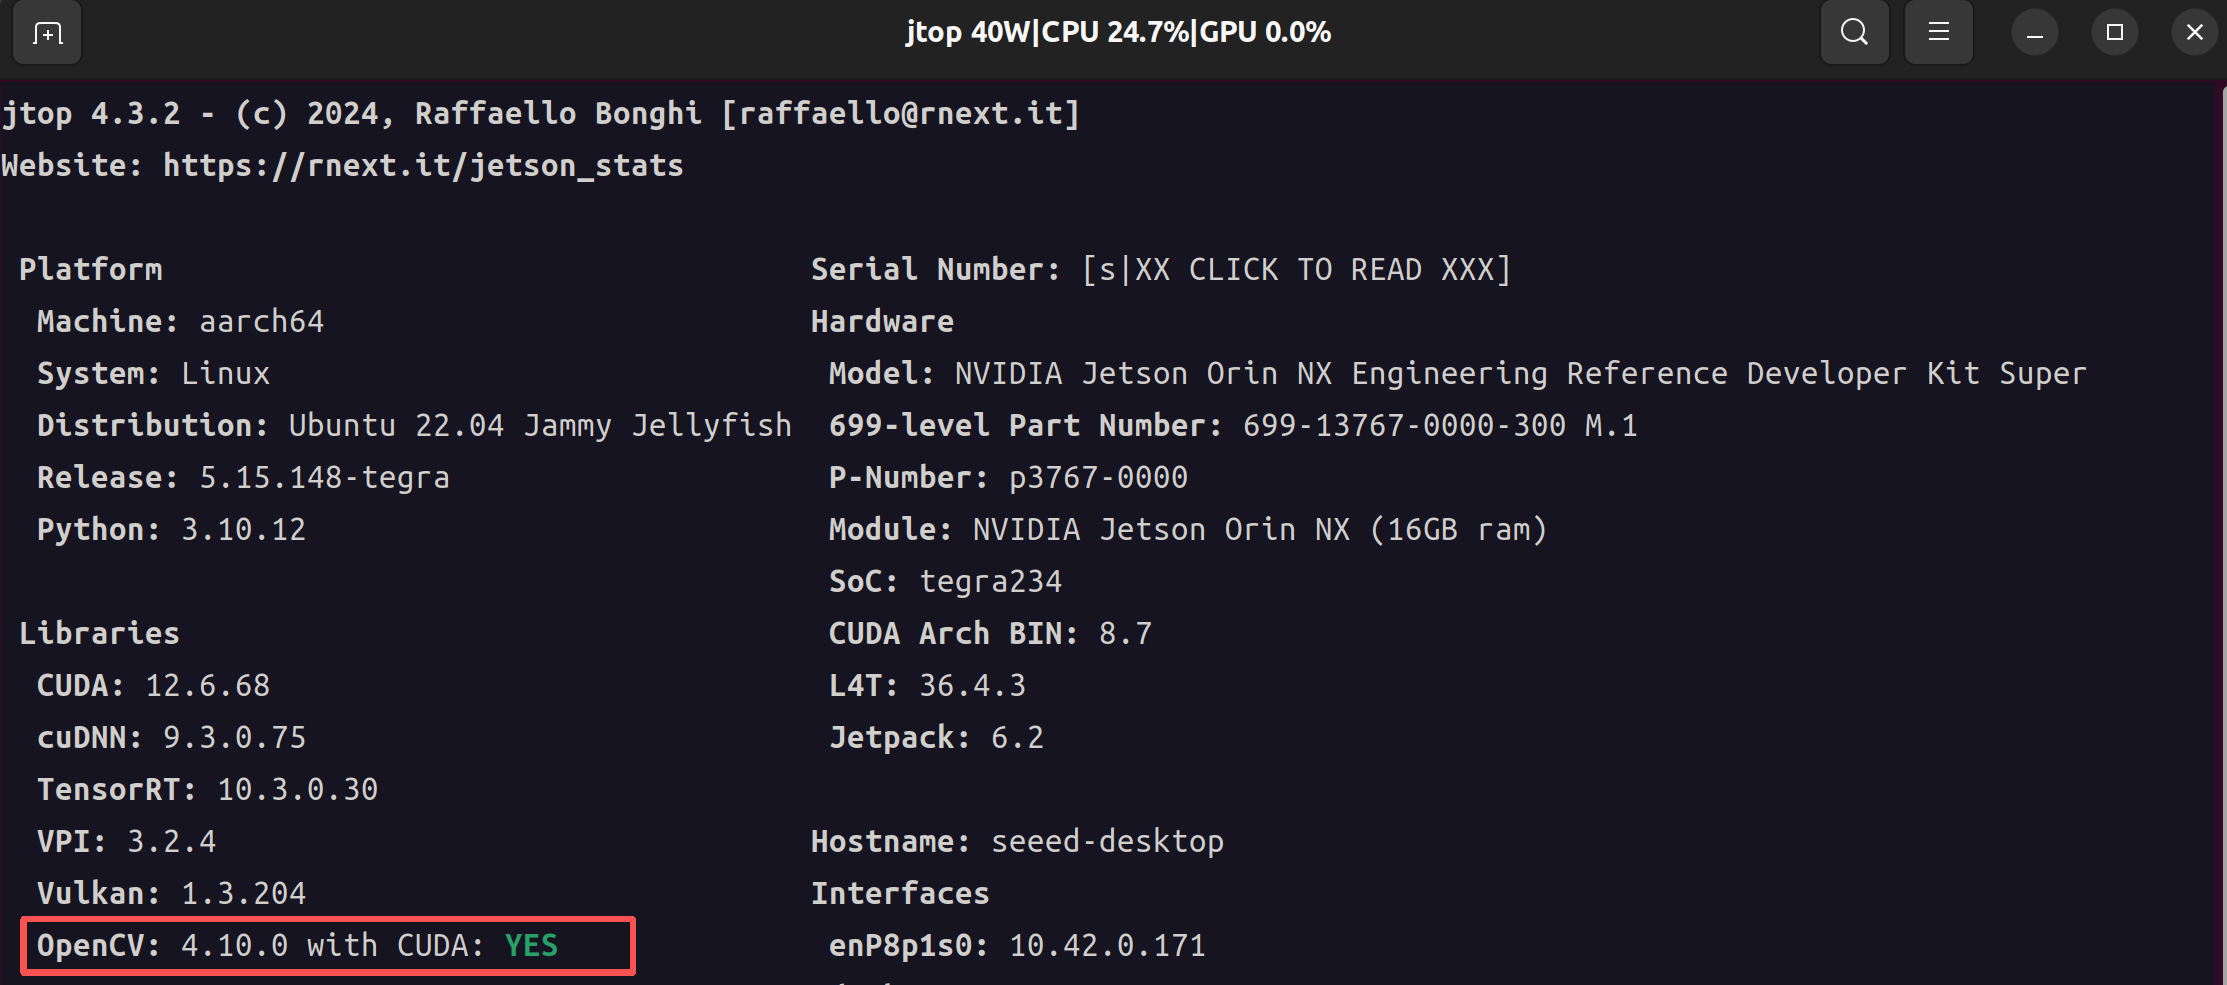 jtop 40W|CPU 24.7%|GPU 0.0%
jtop 4.3.2 - (c) 2024, Raffaello Bonghi [raffaello@rnext.it]
Website: https://rnext.it/jetson_stats
Platform
Machine: aarch64
System: Linux
Distribution: Ubuntu 22.04 Jammy Jellyfish
Release: 5.15.148-tegra
Python: 3.10.12
Libraries
CUDA: 12.6.68
cuDNN: 9.3.0.75
TensorRT: 10.3.0.30
VPI: 3.2.4
Vulkan: 1.3.204
OpenCV: 4.10.0 with CUDA: YES
Serial Number: [s|XX CLICK TO READ XXX]
Hardware
Model: NVIDIA Jetson Orin NX Engineering Reference Developer Kit Super
699-level Part Number: 699-13767-0000-300 M.1
P-Number: p3767-0000
Module: NVIDIA Jetson Orin NX (16GB ram)
SoC: tegra234
CUDA Arch BIN: 8.7
L4T: 36.4.3
Jetpack: 6.2
Hostname: seeed-desktop
Interfaces
enP8p1s0: 10.42.0.171